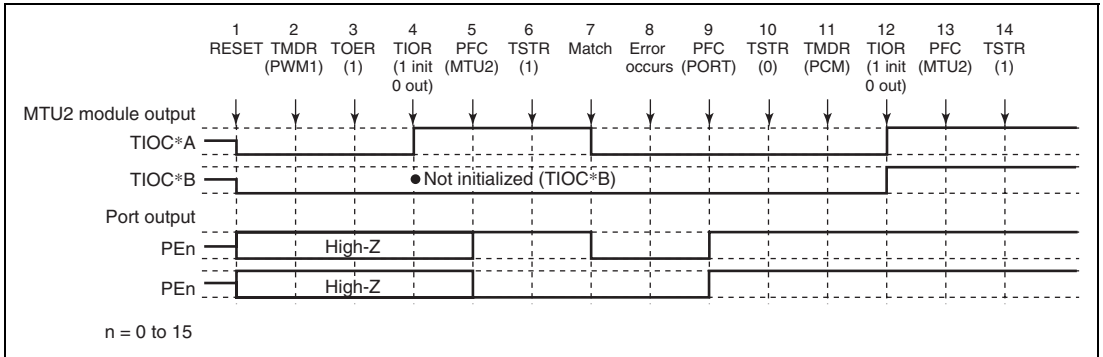 1 2 3 4 5 6 7 8 9 10 11 12 13 14
RESET TMDR TOER TIOR PFC TSTR Match Error PFC TSTR TMDR TIOR PFC TSTR
(PWM1) (1) (1 init (MTU2) (1) occurs (PORT) (0) (PCM) (1 init (MTU2) (1)
0 out) 0 out)
MTU2 module output
TIOC*A
TIOC*B
●Not initialized (TIOC*B)
Port output
PEn
High-Z
PEn
High-Z
n = 0 to 15